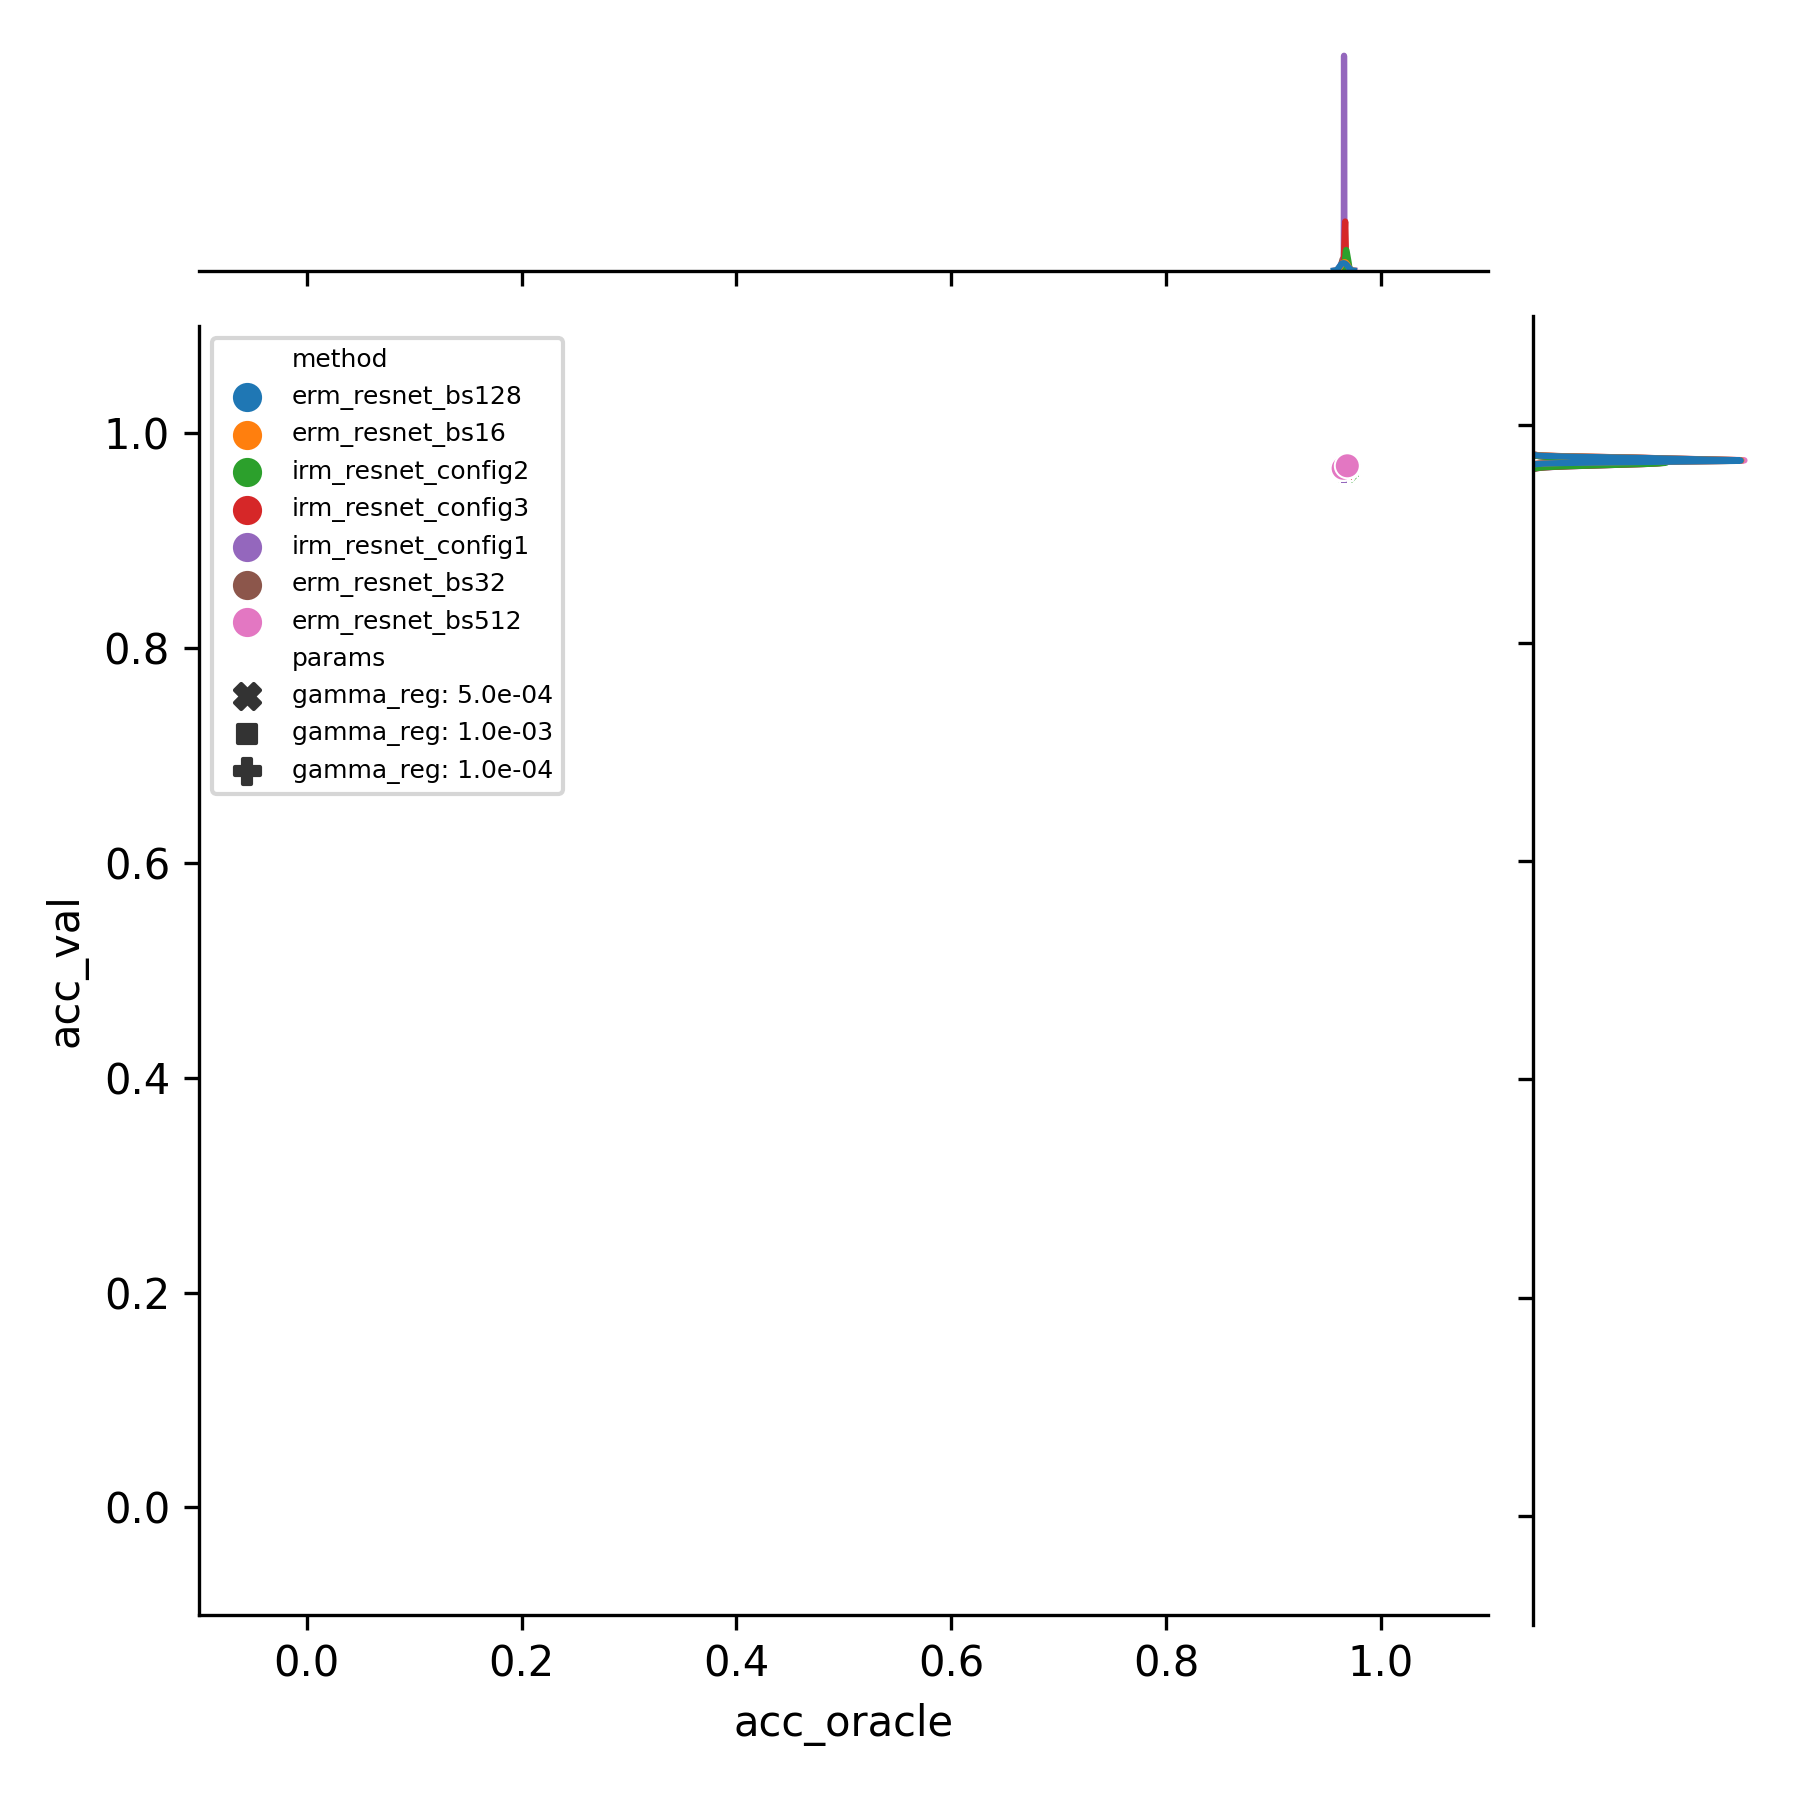 method
erm_resnet_bs128
erm_resnet_bs16
irm_resnet_config2
irm_resnet_config3
irm_resnet_config1
erm_resnet_bs32
erm_resnet_bs512
params
gamma_reg: 5.0e-04
gamma_reg: 1.0e-03
gamma_reg: 1.0e-04
1.0
0.8
0.6
0.4
0.2
0.0
acc_val
0.0 0.2 0.4 0.6 0.8 1.0
acc_oracle